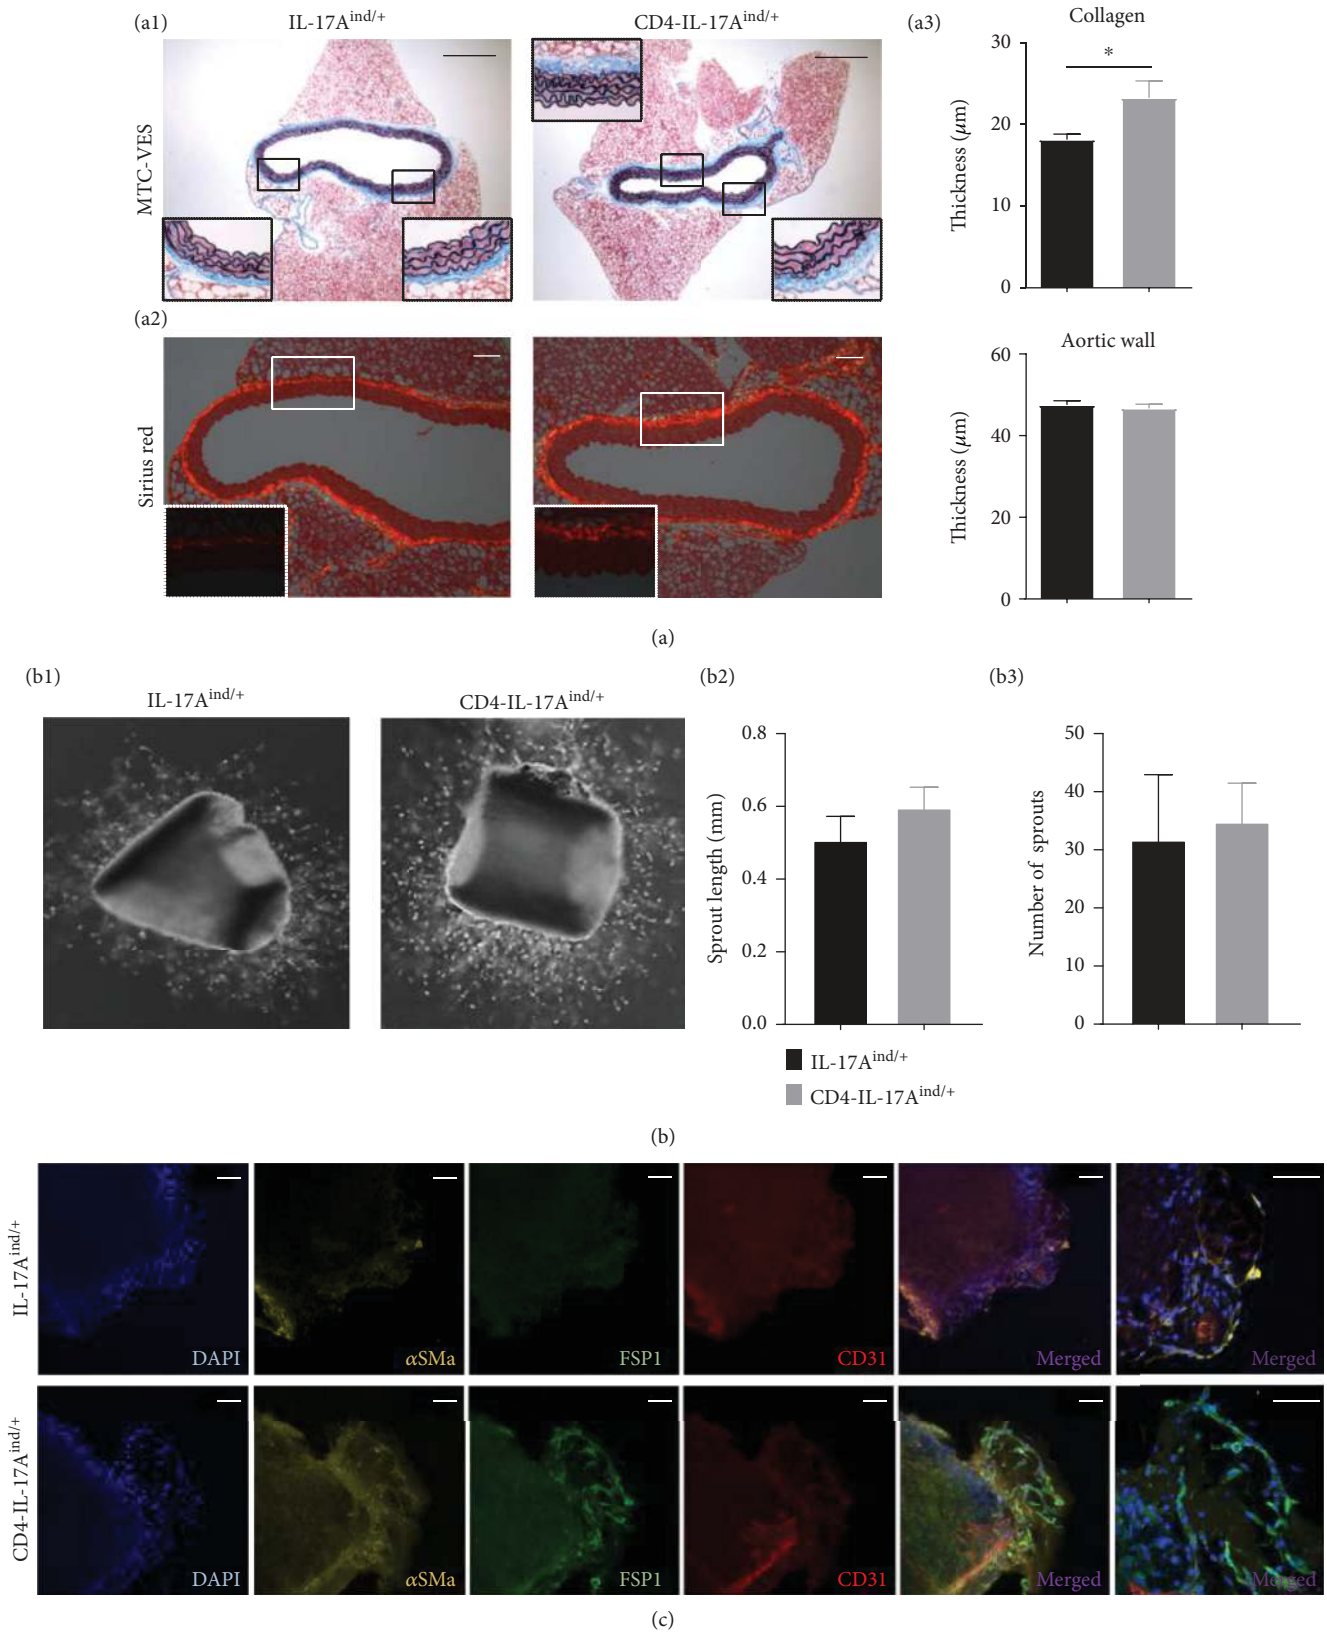 (a1)
IL-17A^ind/+
CD4-IL-17A^ind/+
(a3)
Collagen
MTC-VES
30
20
10
0
Thickness (μm)
*
(a2)
Sirius red
Aortic wall
60
40
20
0
Thickness (μm)
(a)
(b1)
IL-17A^ind/+
CD4-IL-17A^ind/+
(b2)
0.8
0.6
0.4
0.2
0.0
Sprout length (mm)
(b3)
50
40
30
20
10
0
Number of sprouts
IL-17A^ind/+
CD4-IL-17A^ind/+
(b)
IL-17A^ind/+
DAPI
αSMa
FSP1
CD31
Merged
Merged
CD4-IL-17A^ind/+
DAPI
αSMa
FSP1
CD31
Merged
Merged
(c)